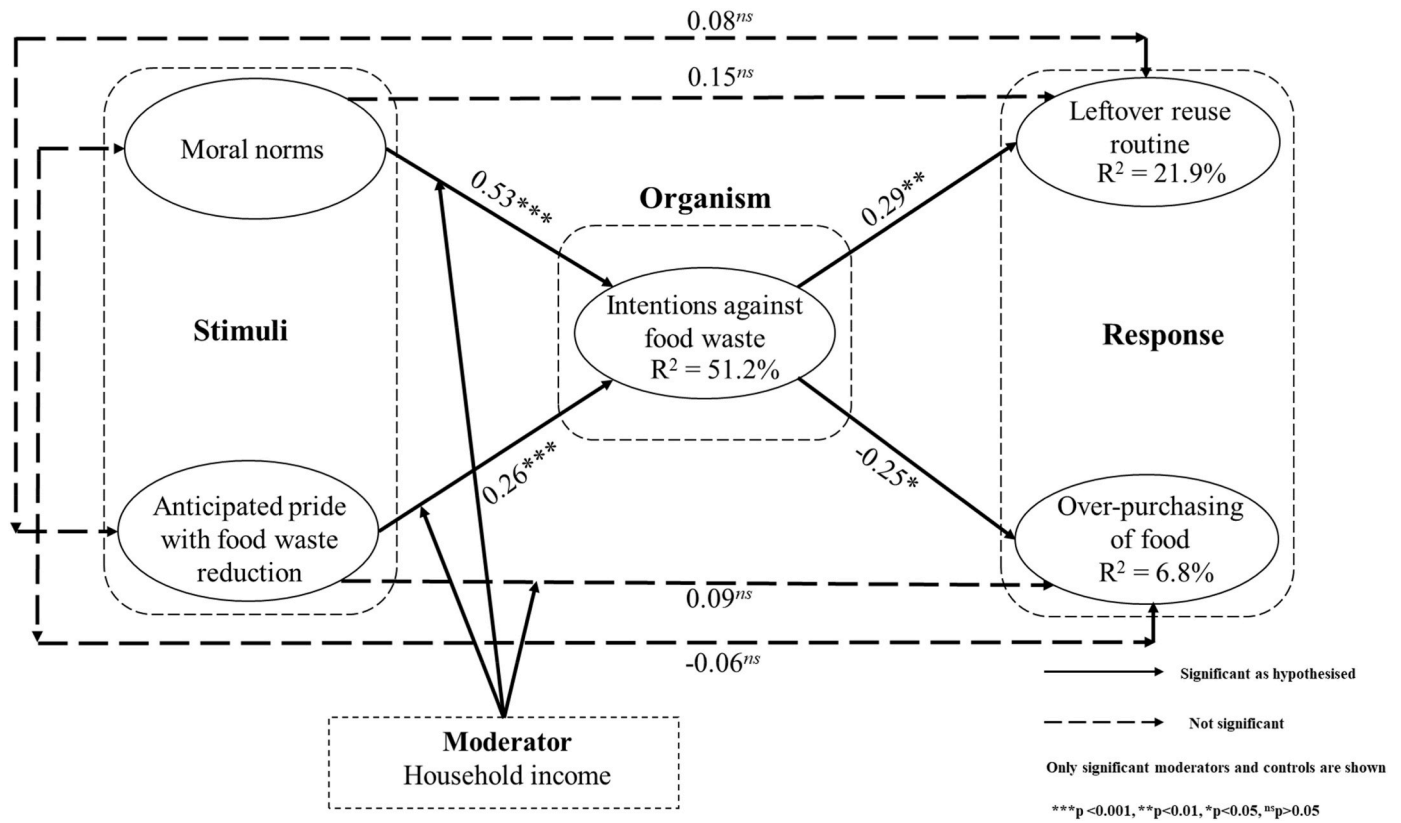 0.08ns
0.15ns
Moral norms
Leftover reuse
routine
R2 = 21.9%
0.53***
Organism
0.29**
Stimuli
Intentions against
food waste
R2 = 51.2%
Response
0.26***
-0.25*
Anticipated pride
with food waste
reduction
Over-purchasing
of food
R2 = 6.8%
0.09ns
-0.06ns
Significant as hypothesised
Not significant
Moderator
Household income
Only significant moderators and controls are shown
***p <0.001, **p<0.01, *p<0.05, nsp>0.05